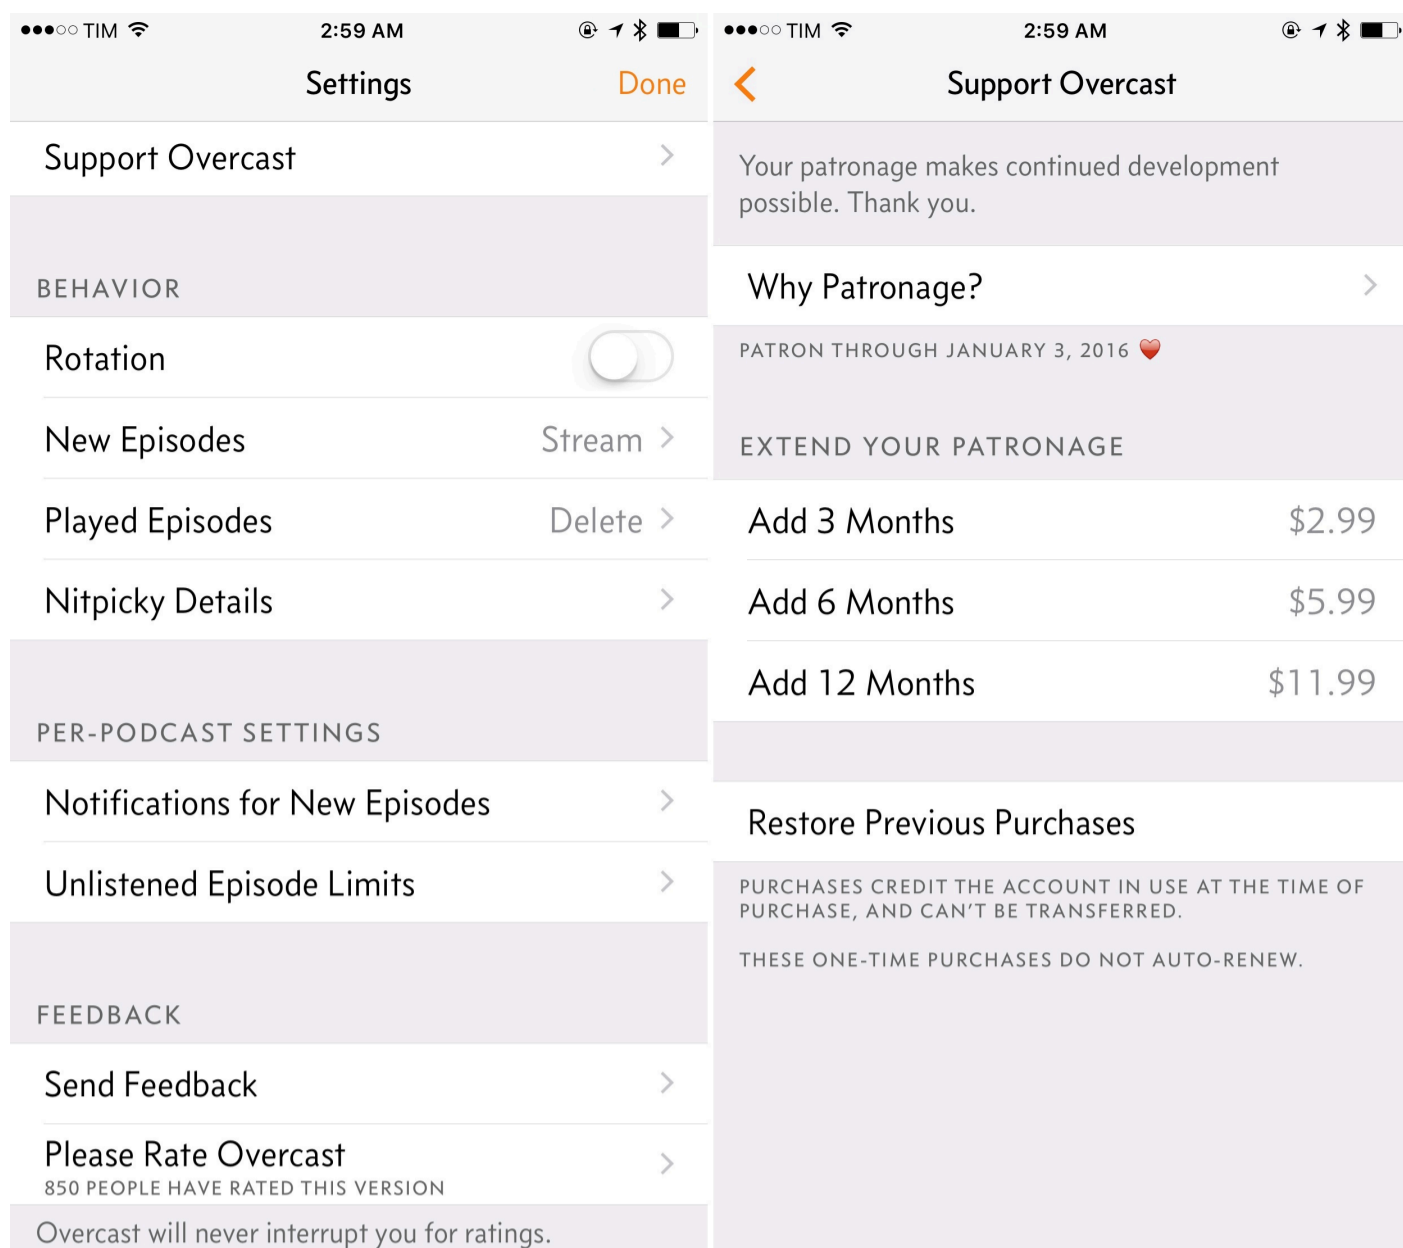 TIM
2:59 AM
Settings
Done
Support Overcast
BEHAVIOR
Rotation
New Episodes
Stream
Played Episodes
Delete
Nitpicky Details
PER-PODCAST SETTINGS
Notifications for New Episodes
Unlistened Episode Limits
FEEDBACK
Send Feedback
Please Rate Overcast
850 PEOPLE HAVE RATED THIS VERSION
Overcast will never interrupt you for ratings.
TIM
2:59 AM
Support Overcast
Your patronage makes continued development
possible. Thank you.
Why Patronage?
PATRON THROUGH JANUARY 3, 2016 ❤️
EXTEND YOUR PATRONAGE
Add 3 Months
$2.99
Add 6 Months
$5.99
Add 12 Months
$11.99
Restore Previous Purchases
PURCHASES CREDIT THE ACCOUNT IN USE AT THE TIME OF
PURCHASE, AND CAN’T BE TRANSFERRED.
THESE ONE-TIME PURCHASES DO NOT AUTO-RENEW.